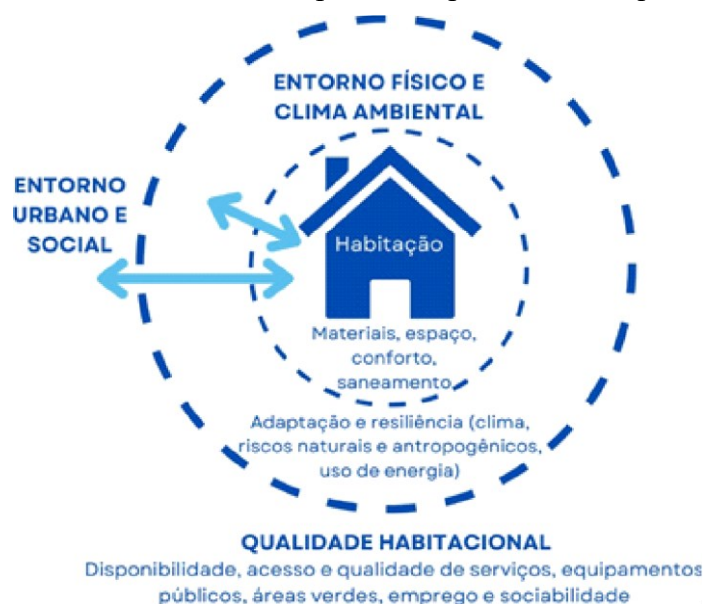 ENTORNO FÍSICO E
CLIMA AMBIENTAL
ENTORNO
URBANO E
SOCIAL
Habitação
Materiais, espaço,
conforto,
saneamento
Adaptação e resiliência (clima,
riscos naturais e antropogênicos,
uso de energia)
QUALIDADE HABITACIONAL
Disponibilidade, acesso e qualidade de serviços, equipamentos
públicos, áreas verdes, emprego e sociabilidade